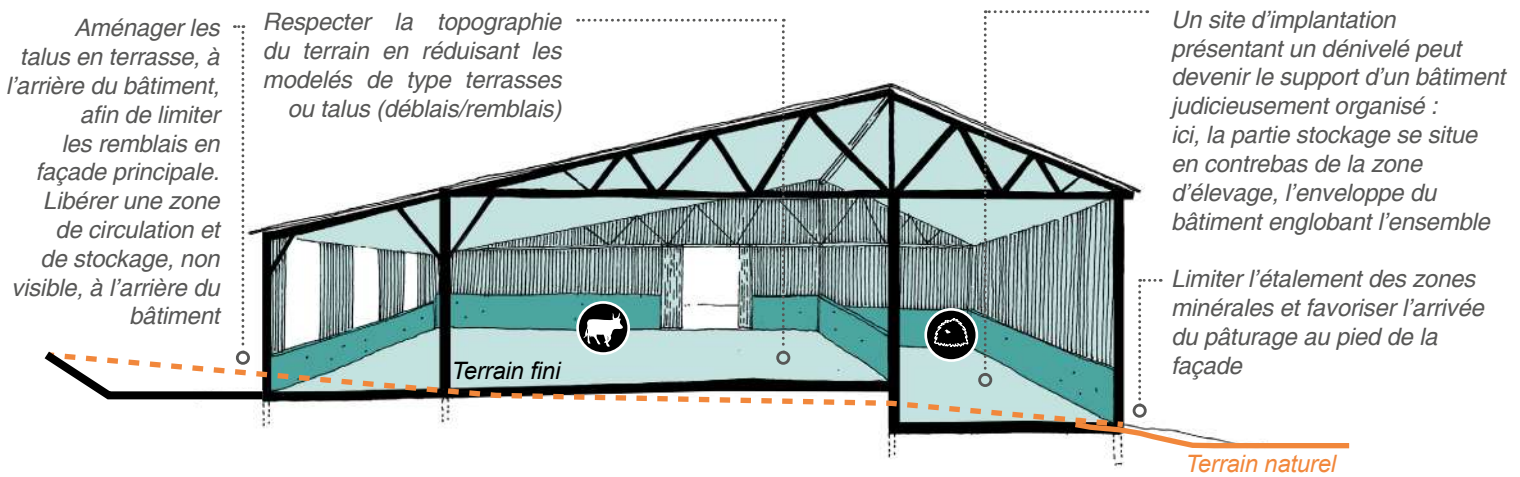 Aménager les
talus en terrasse, à
l'arrière du bâtiment,
afin de limiter
les remblais en
façade principale.
Libérer une zone
de circulation et
de stockage, non
visible, à l'arrière du
bâtiment
Respecter la topographie
du terrain en réduisant les
modelés de type terrasses
ou talus (déblais/remblais)
Un site d'implantation
présentant un dénivelé peut
devenir le support d'un bâtiment
judicieusement organisé :
ici, la partie stockage se situe
en contrebas de la zone
d'élevage, l'enveloppe du
bâtiment englobant l'ensemble
Limiter l'étalement des zones
minérales et favoriser l'arrivée
du pâturage au pied de la
façade
Terrain fini
Terrain naturel